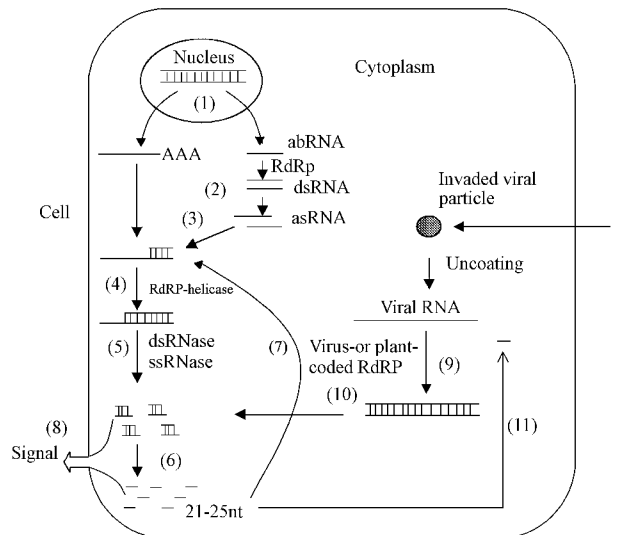 Nucleus
(1)
Cytoplasm
AAA
abRNA
RdRp
(2)
dsRNA
(3)
asRNA
Cell
Invaded viral
particle
(4)
RdRP-helicase
Uncoating
Viral RNA
(5)
dsRNase
ssRNase
(7)
Virus-or plant-
coded RdRP
(9)
(10)
(8)
Signal
(6)
(11)
21-25nt